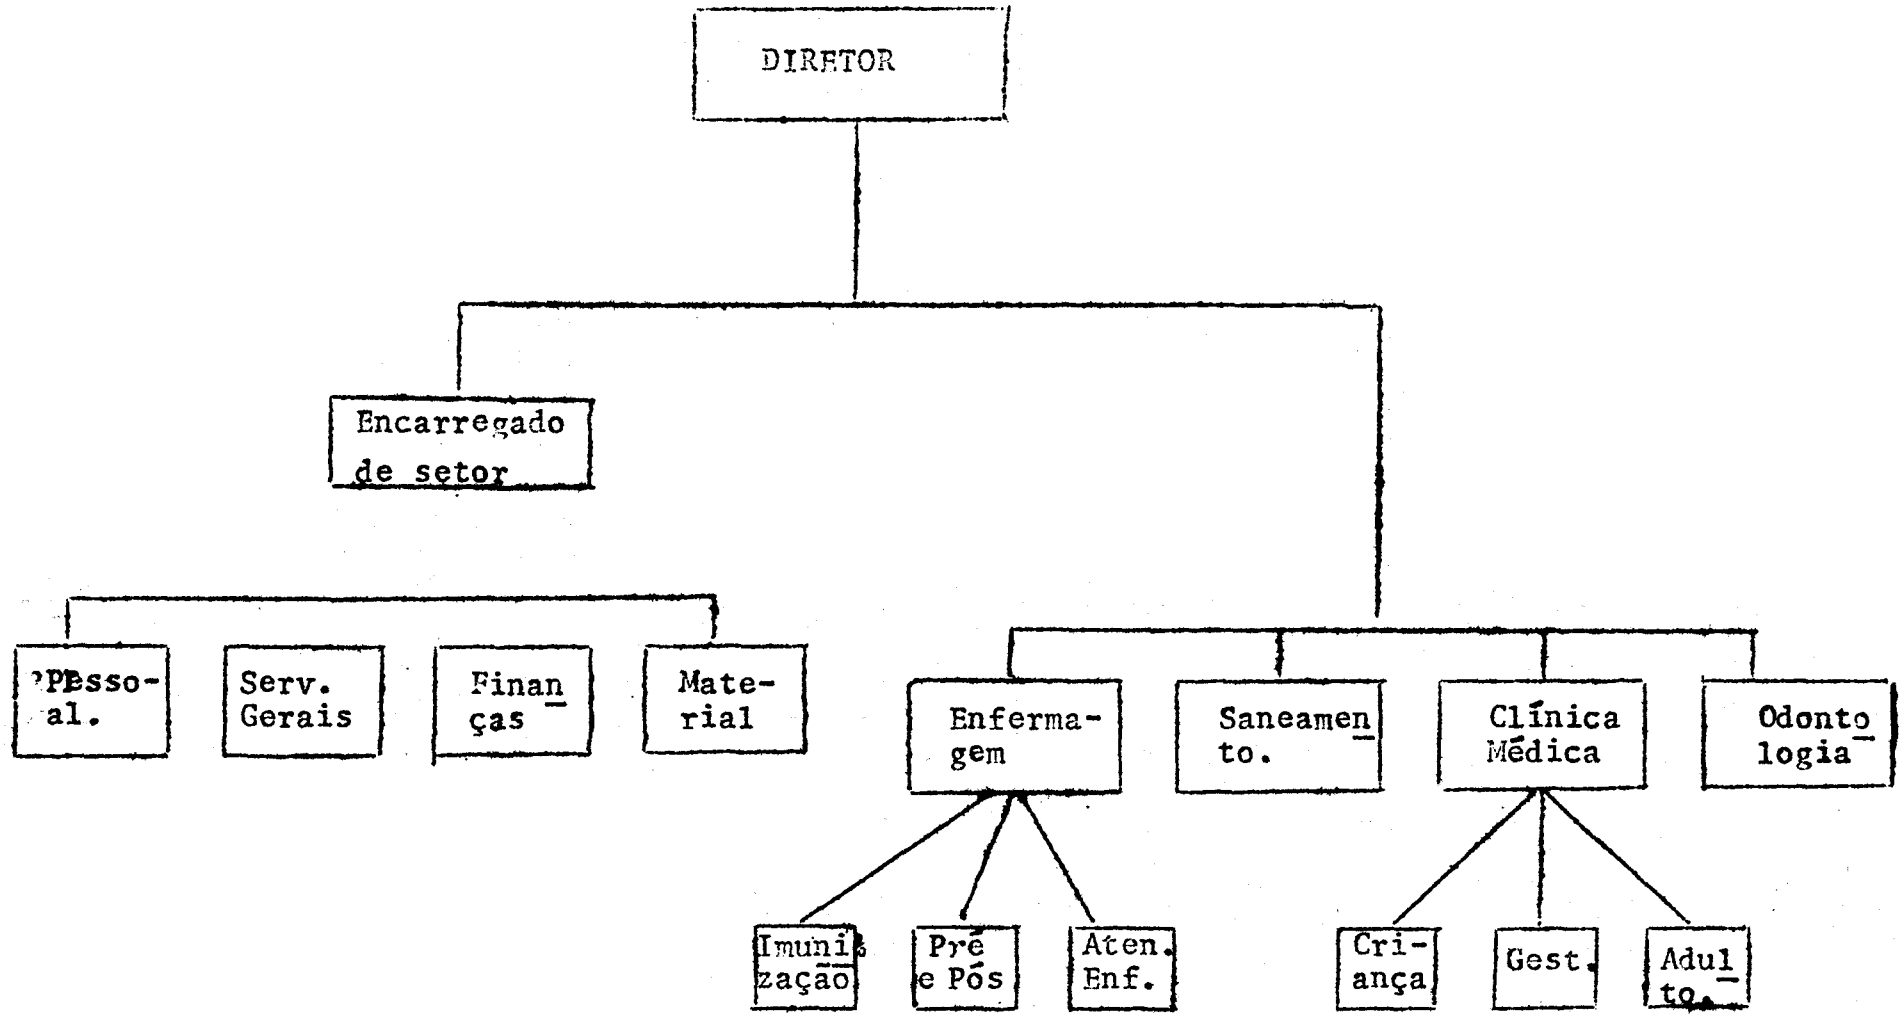 DIRETOR
Encarregado
de setor
Pesso-
al.
Serv.
Gerais
Finan
ças
Mate-
rial
Enferma-
gem
Saneamen
to.
Clínica
Médica
Odonto
logia
Imuni
zação
Pré
e Pós
Aten.
Enf.
Cri-
ança
Gest.
Adul
to.